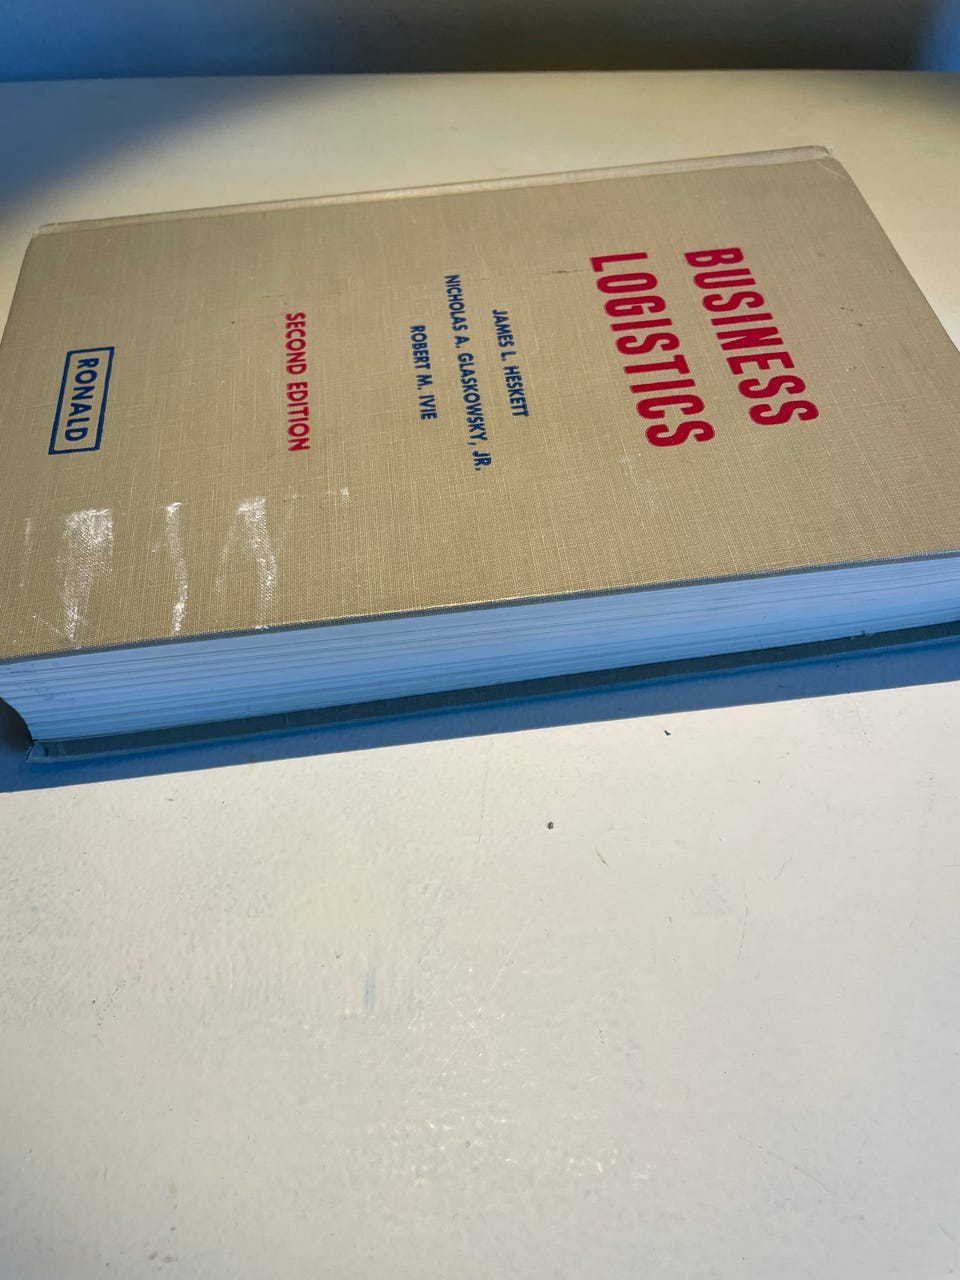 BUSINESS
LOGISTICS
JAMES L. HESKETT
NICHOLAS A. GLASKOWSKY, JR.
ROBERT M. IVIE
SECOND EDITION
RONALD